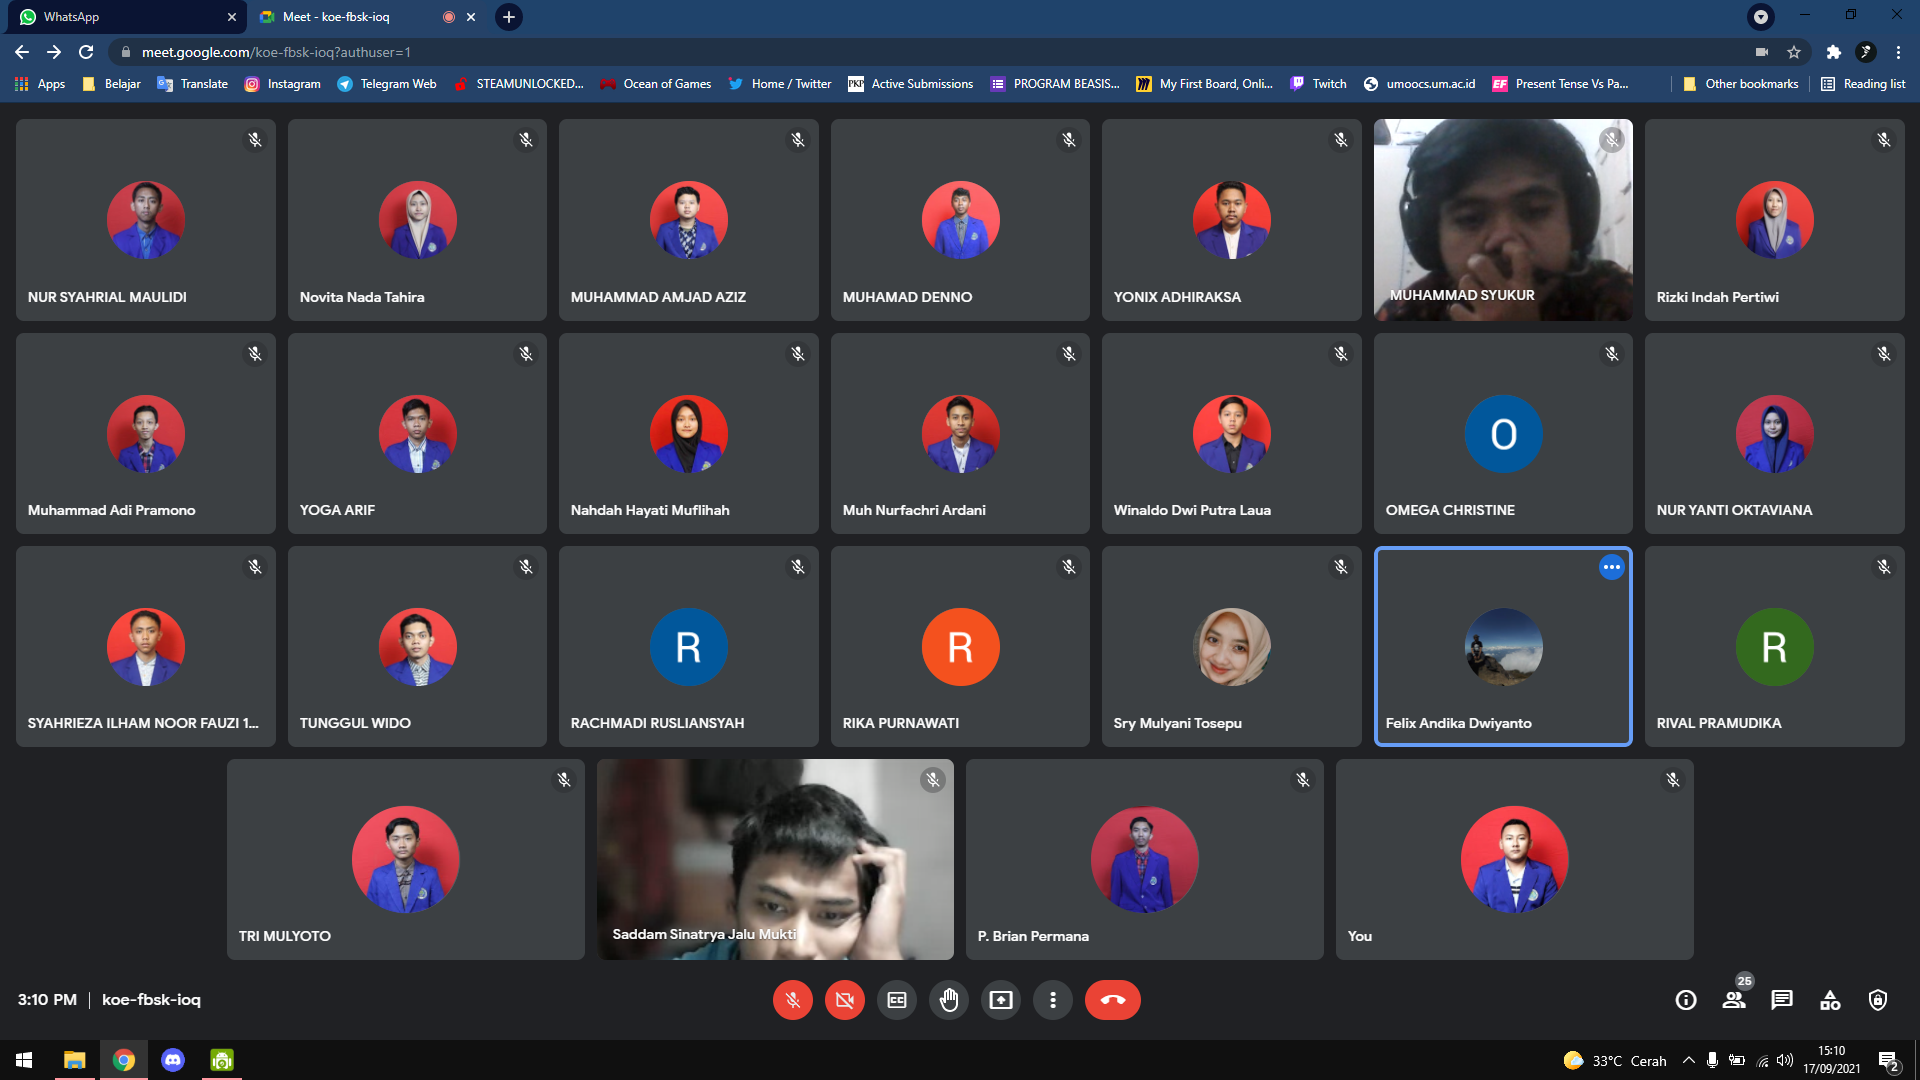 WhatsApp
Meet - koe-fbsk-ioq
meet.google.com/koe-fbsk-ioq?authuser=1
Apps
Belajar
Translate
Instagram
Telegram Web
STEAMUNLOCKED...
Ocean of Games
Home / Twitter
PKP Active Submissions
PROGRAM BEASIS...
My First Board, Onli...
Twitch
umoocs.um.ac.id
EF Present Tense Vs Pa...
Other bookmarks
Reading list
NUR SYAHRIAL MAULIDI
Novita Nada Tahira
MUHAMMAD AMJAD AZIZ
MUHAMAD DENNO
YONIX ADHIRAKSA
MUHAMMAD SYUKUR
Rizki Indah Pertiwi
Muhammad Adi Pramono
YOGA ARIF
Nahdah Hayati Muflihah
Muh Nurfachri Ardani
Winaldo Dwi Putra Laua
O
OMEGA CHRISTINE
NUR YANTI OKTAVIANA
SYAHRIEZA ILHAM NOOR FAUZI 1...
TUNGGUL WIDO
R
RACHMADI RUSLIANSYAH
R
RIKA PURNAWATI
Sry Mulyani Tosepu
Felix Andika Dwiyanto
R
RIVAL PRAMUDIKA
TRI MULYOTO
Saddam Sinatrya Jalu Mukti
P. Brian Permana
You
3:10 PM | koe-fbsk-ioq
CC
25
33°C Cerah
15:10
17/09/2021
2